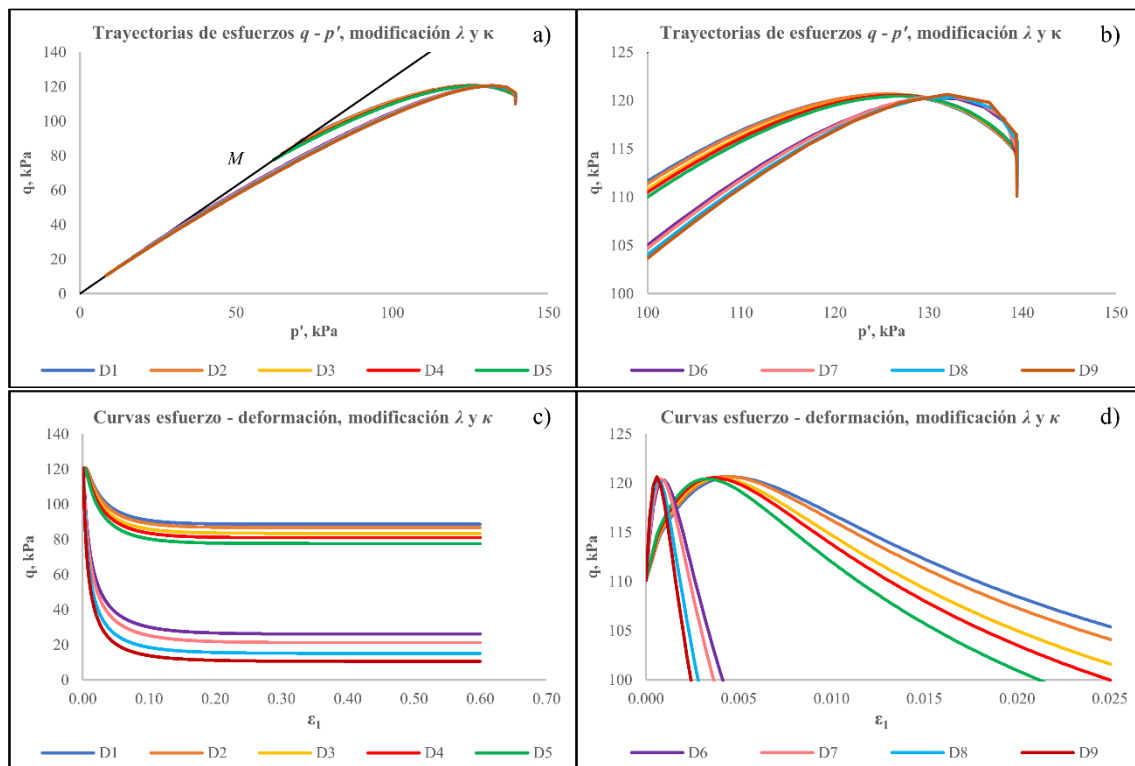 Trayectorias de esfuerzos q - p', modificación λ y κ
a)
140
120
100
80
60
40
20
0
q, kPa
M
0
50
100
150
p', kPa
D1
D2
D3
D4
D5
Trayectorias de esfuerzos q - p', modificación λ y κ
b)
125
120
115
110
105
100
q, kPa
100
110
120
130
140
150
p', kPa
D6
D7
D8
D9
Curvas esfuerzo - deformación, modificación λ y κ
c)
140
120
100
80
60
40
20
0
q, kPa
0.00
0.10
0.20
0.30
0.40
0.50
0.60
0.70
ε1
D1
D2
D3
D4
D5
Curvas esfuerzo - deformación, modificación λ y κ
d)
125
120
115
110
105
100
q, kPa
0.000
0.005
0.010
0.015
0.020
0.025
ε1
D6
D7
D8
D9